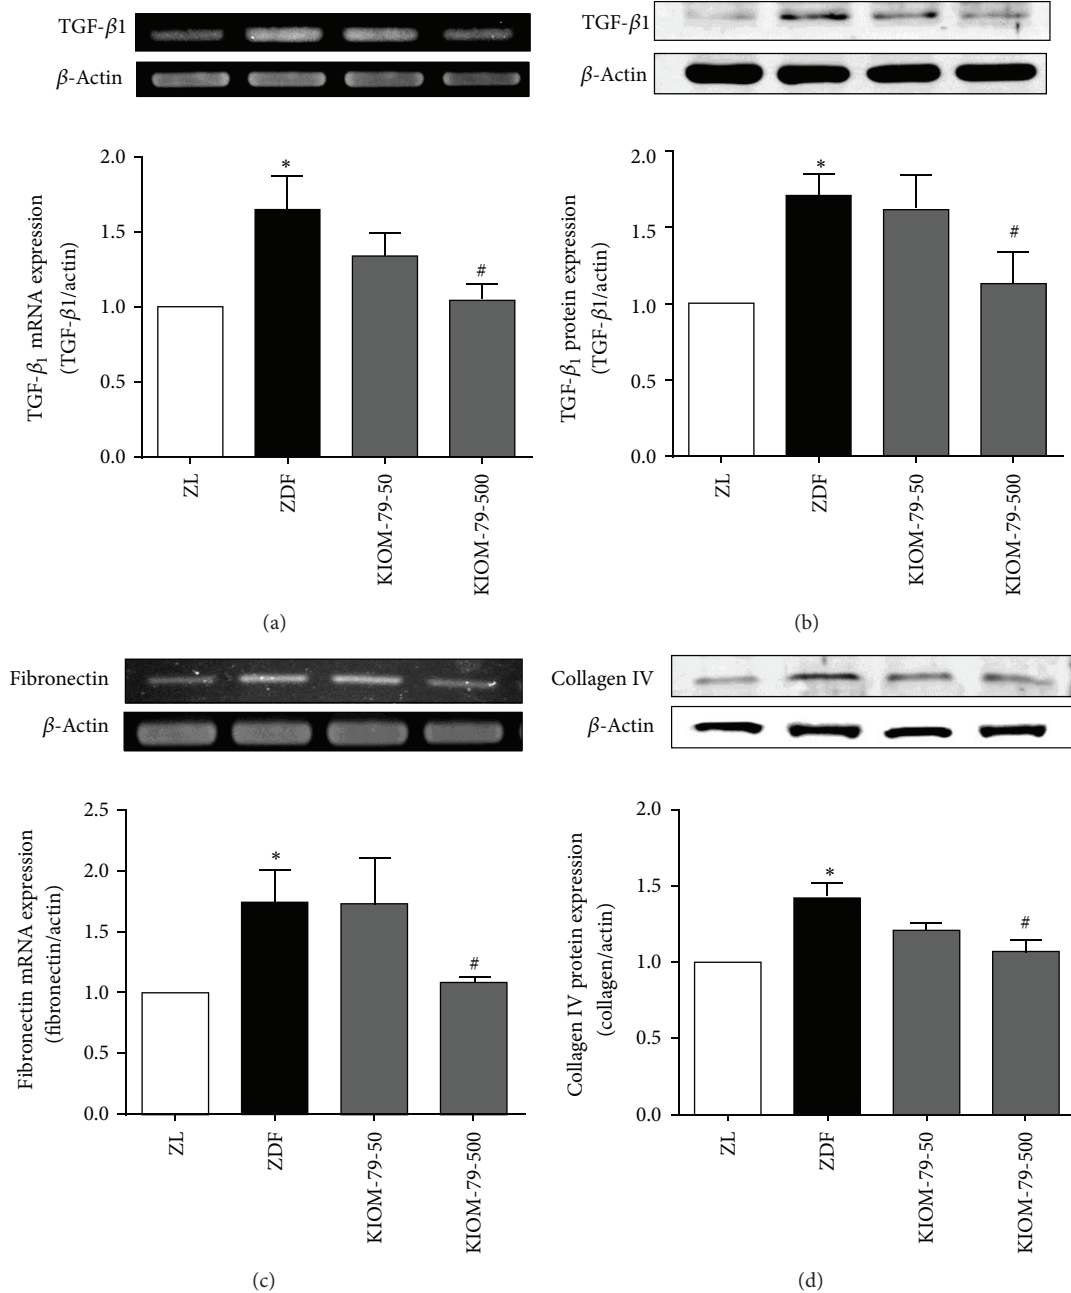 TGF-β1
β-Actin
2.0
1.5
1.0
0.5
0.0
TGF-β₁ mRNA expression
(TGF-β1/actin)
*
#
ZL
ZDF
KIOM-79-50
KIOM-79-500
(a)
TGF-β1
β-Actin
2.0
1.5
1.0
0.5
0.0
TGF-β₁ protein expression
(TGF-β1/actin)
*
#
ZL
ZDF
KIOM-79-50
KIOM-79-500
(b)
Fibronectin
β-Actin
2.5
2.0
1.5
1.0
0.5
0.0
Fibronectin mRNA expression
(fibronectin/actin)
*
#
ZL
ZDF
KIOM-79-50
KIOM-79-500
(c)
Collagen IV
β-Actin
2.0
1.5
1.0
0.5
0.0
Collagen IV protein expression
(collagen/actin)
*
#
ZL
ZDF
KIOM-79-50
KIOM-79-500
(d)